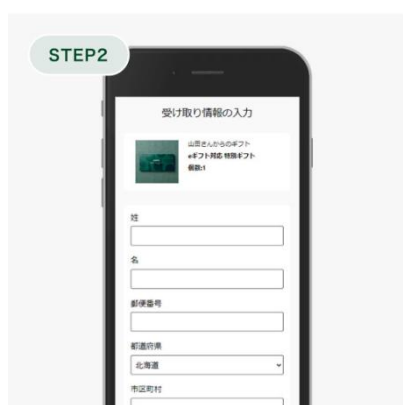 STEP2
受け取り情報の入力
山田さんからのギフト
eギフト対応 特別ギフト
個数:1
姓
名
郵便番号
都道府県
北海道
市区町村